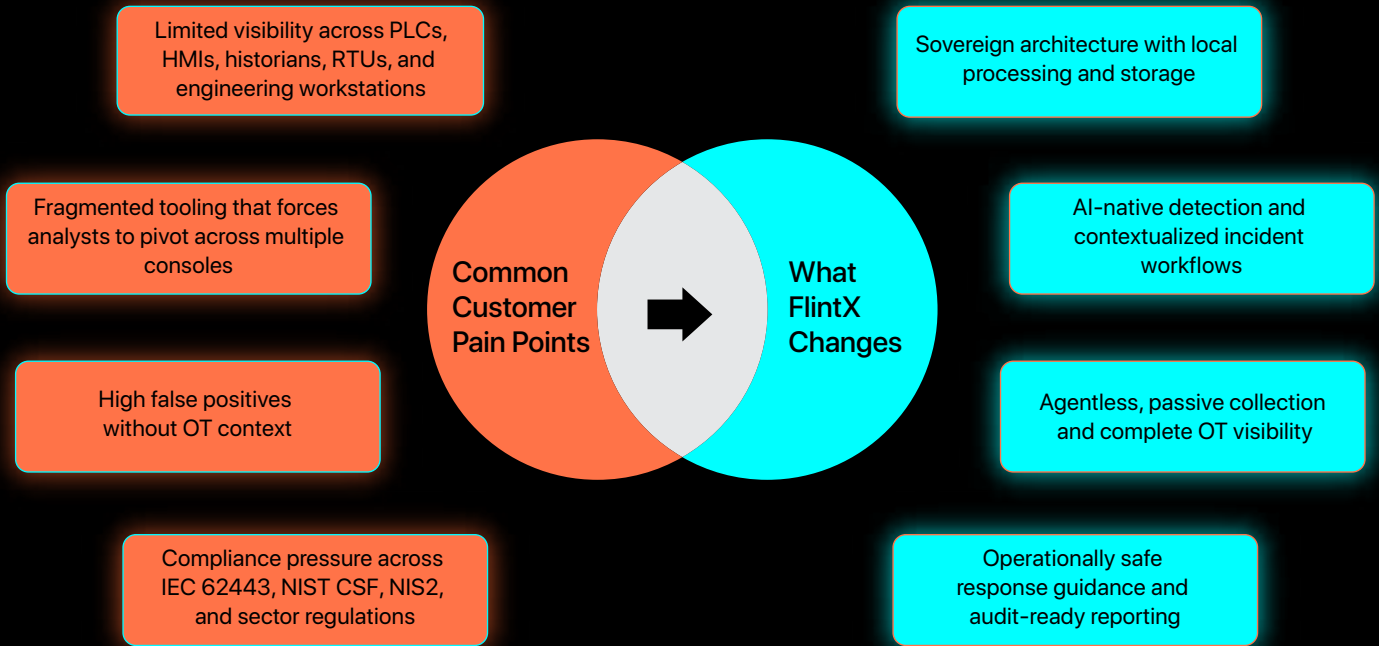 Limited visibility across PLCs,
HMIs, historians, RTUs, and
engineering workstations
Fragmented tooling that forces
analysts to pivot across multiple
consoles
High false positives
without OT context
Compliance pressure across
IEC 62443, NIST CSF, NIS2,
and sector regulations
Common
Customer
Pain Points
What
FlintX
Changes
Sovereign architecture with local
processing and storage
AI-native detection and
contextualized incident
workflows
Agentless, passive collection
and complete OT visibility
Operationally safe
response guidance and
audit-ready reporting